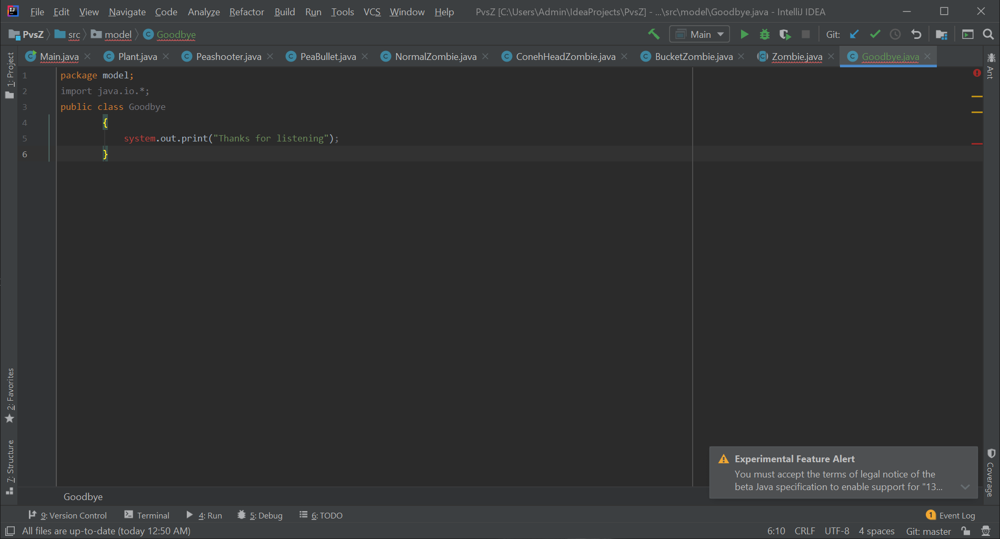 File Edit View Navigate Code Analyze Refactor Build Run Tools VCS Window Help PvsZ [C:\Users\Admin\IdeaProjects\PvsZ] - ...\src\model\Goodbye.java - IntelliJ IDEA
PvsZ src model Goodbye Main Git:
Main.java Plant.java Peashooter.java PeaBullet.java NormalZombie.java ConehHeadZombie.java BucketZombie.java Zombie.java Goodbye.java
1: Project
Ant
1 package model;
2 import java.io.*;
3 public class Goodbye
4 {
5 system.out.print("Thanks for listening");
6 }
2: Favorites
7: Structure
Experimental Feature Alert
You must accept the terms of legal notice of the
beta Java specification to enable support for "13...
Coverage
Goodbye
9: Version Control Terminal 4: Run 5: Debug 6: TODO 1 Event Log
All files are up-to-date (today 12:50 AM) 6:10 CRLF UTF-8 4 spaces Git: master